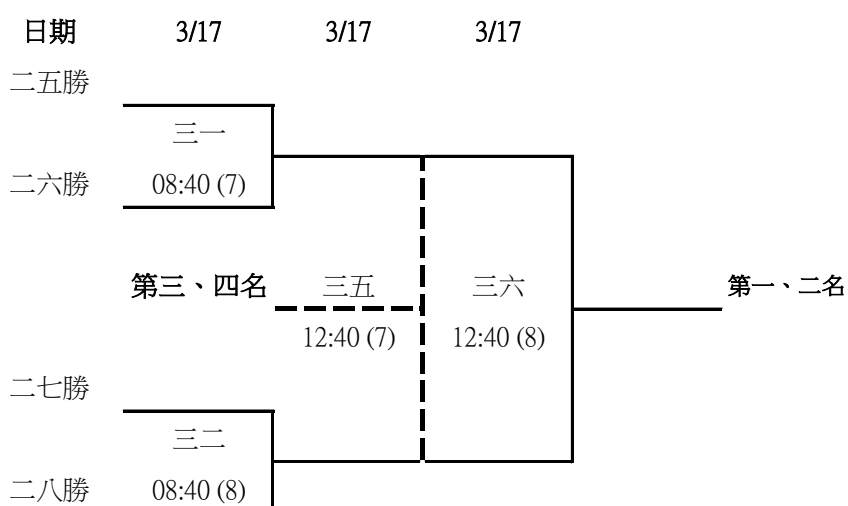 日期 3/17 3/17 3/17
二五勝
三一
二六勝 08:40 (7)
第三、四名 三五 三六 第一、二名
12:40 (7) 12:40 (8)
二七勝
三二
二八勝 08:40 (8)